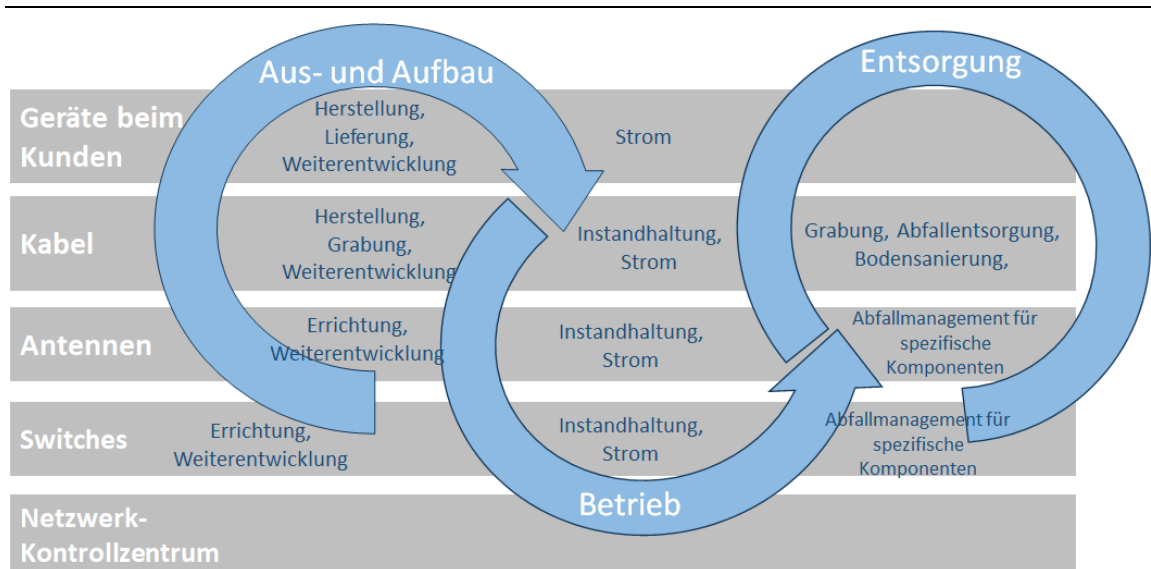 Aus- und Aufbau
Entsorgung
Geräte beim
Kunden
Herstellung,
Lieferung,
Weiterentwicklung
Strom
Kabel
Herstellung,
Grabung,
Weiterentwicklung
Instandhaltung,
Strom
Grabung, Abfallentsorgung,
Bodensanierung,
Antennen
Errichtung,
Weiterentwicklung
Instandhaltung,
Strom
Abfallmanagement für
spezifische
Komponenten
Switches
Errichtung,
Weiterentwicklung
Instandhaltung,
Strom
Abfallmanagement für
spezifische
Komponenten
Betrieb
Netzwerk-
Kontrollzentrum